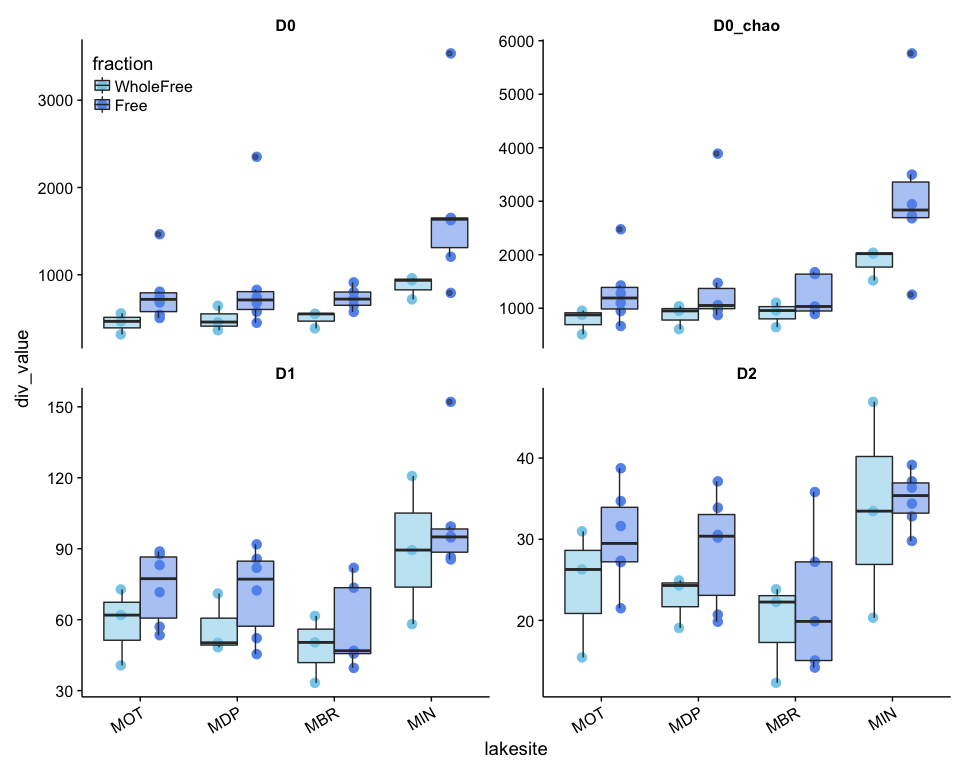 D0
D0_chao
fraction
WholeFree
Free
3000
2000
1000
6000
5000
4000
3000
2000
1000
div_value
D1
D2
150
120
90
60
30
40
30
20
MOT
MDP
MBR
MIN
MOT
MDP
MBR
MIN
lakesite